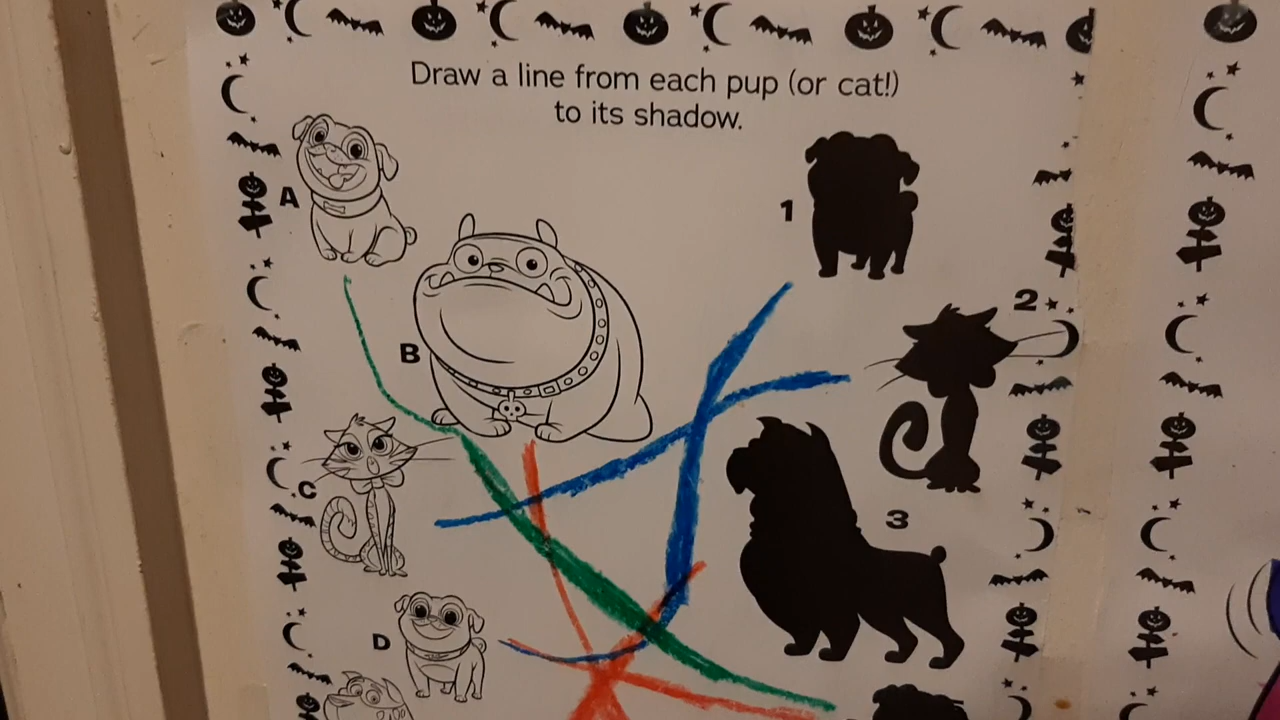 Draw a line from each pup (or cat!)
to its shadow.
A
1
B
2
C
3
D